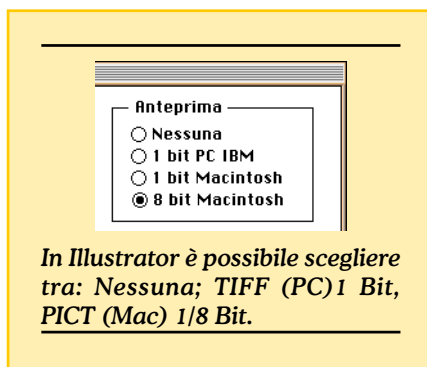 Anteprima
Nessuna
1 bit PC IBM
1 bit Macintosh
8 bit Macintosh
In Illustrator è possibile scegliere
tra: Nessuna; TIFF (PC)1 Bit,
PICT (Mac) 1/8 Bit.